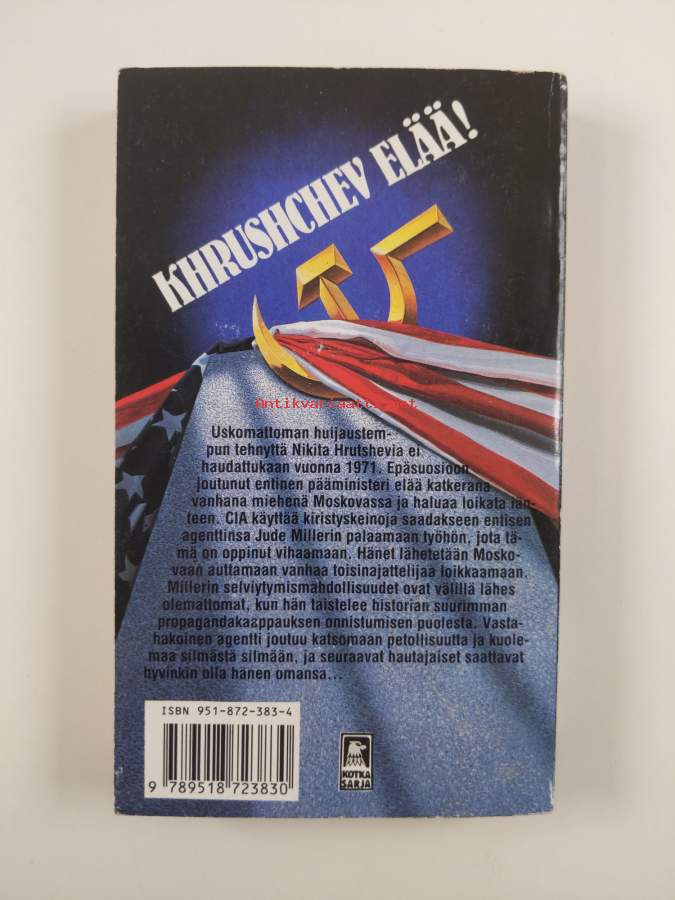 KHRUSHCHEV ELÄÄ!
Antikvariaatti.net
Uskomattoman huijaustem-
pun tehnyttä Nikita Hrutshevia ei
haudattukaan vuonna 1971. Epäsuosioon
joutunut entinen pääministeri elää katkerana
vanhana miehenä Moskovassa ja haluaa loikata län-
teen. CIA käyttää kiristyskeinoja saadakseen entisen
agenttinsa Jude Millerin palaamaan työhön, jota tä-
mä on oppinut vihaamaan. Hänet lähetetään Mosko-
vaan auttamaan vanhaa toisinajattelijaa loikkaamaan.
Millerin selviytymismahdollisuudet ovat välillä lähes
olemattomat, kun hän taistelee historian suurimman
propagandakaappauksen onnistumisen puolesta. Vasta-
hakoinen agentti joutuu katsomaan petollisuutta ja kuole-
maa silmästä silmään, ja seuraavat hautajaiset saattavat
hyvinkin olla hänen omansa...
ISBN 951-872-383-4
9 789518 723830
KOTKA
SARJA